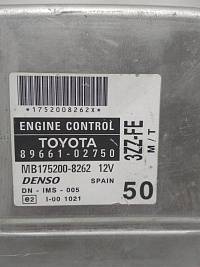 *1752008262X*
ENGINE CONTROL
TOYOTA
89661-02750
MB175200-8262 12V
DENSO SPAIN
DN - IMS - 005
e2 I-00 1021
50
3ZZ-FE
M/T